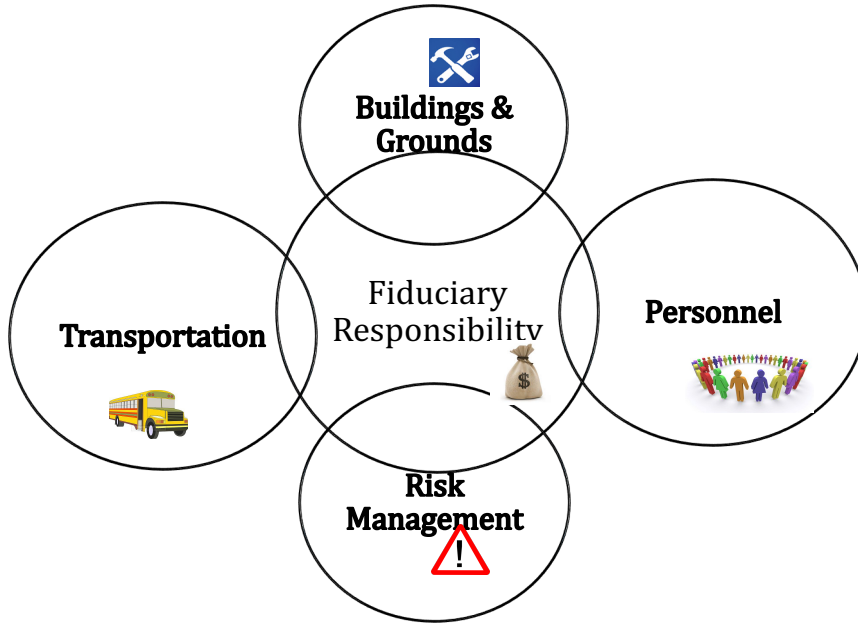 Buildings &
Grounds
Fiduciary
Responsibility
Transportation
Personnel
$
Risk
Management
!